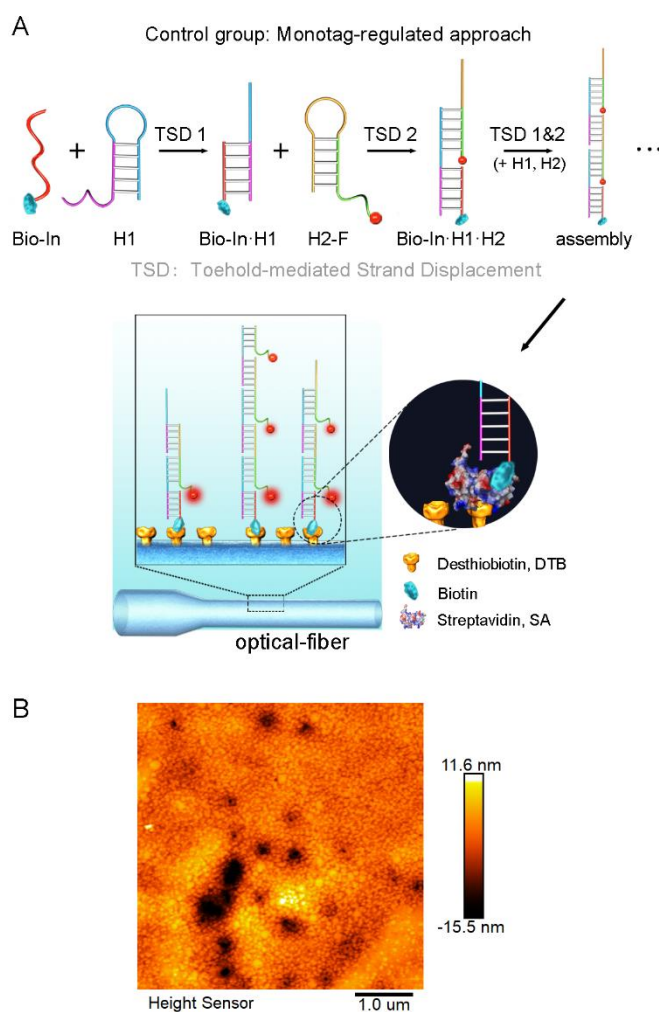 A
Control group: Monotag-regulated approach
+ TSD 1 + TSD 2 TSD 1&2 ...
(+ H1, H2)
Bio-In H1 Bio-In·H1 H2-F Bio-In·H1·H2 assembly
TSD: Toehold-mediated Strand Displacement
Desthiobiotin, DTB
Biotin
Streptavidin, SA
optical-fiber
B
11.6 nm
-15.5 nm
Height Sensor
1.0 um